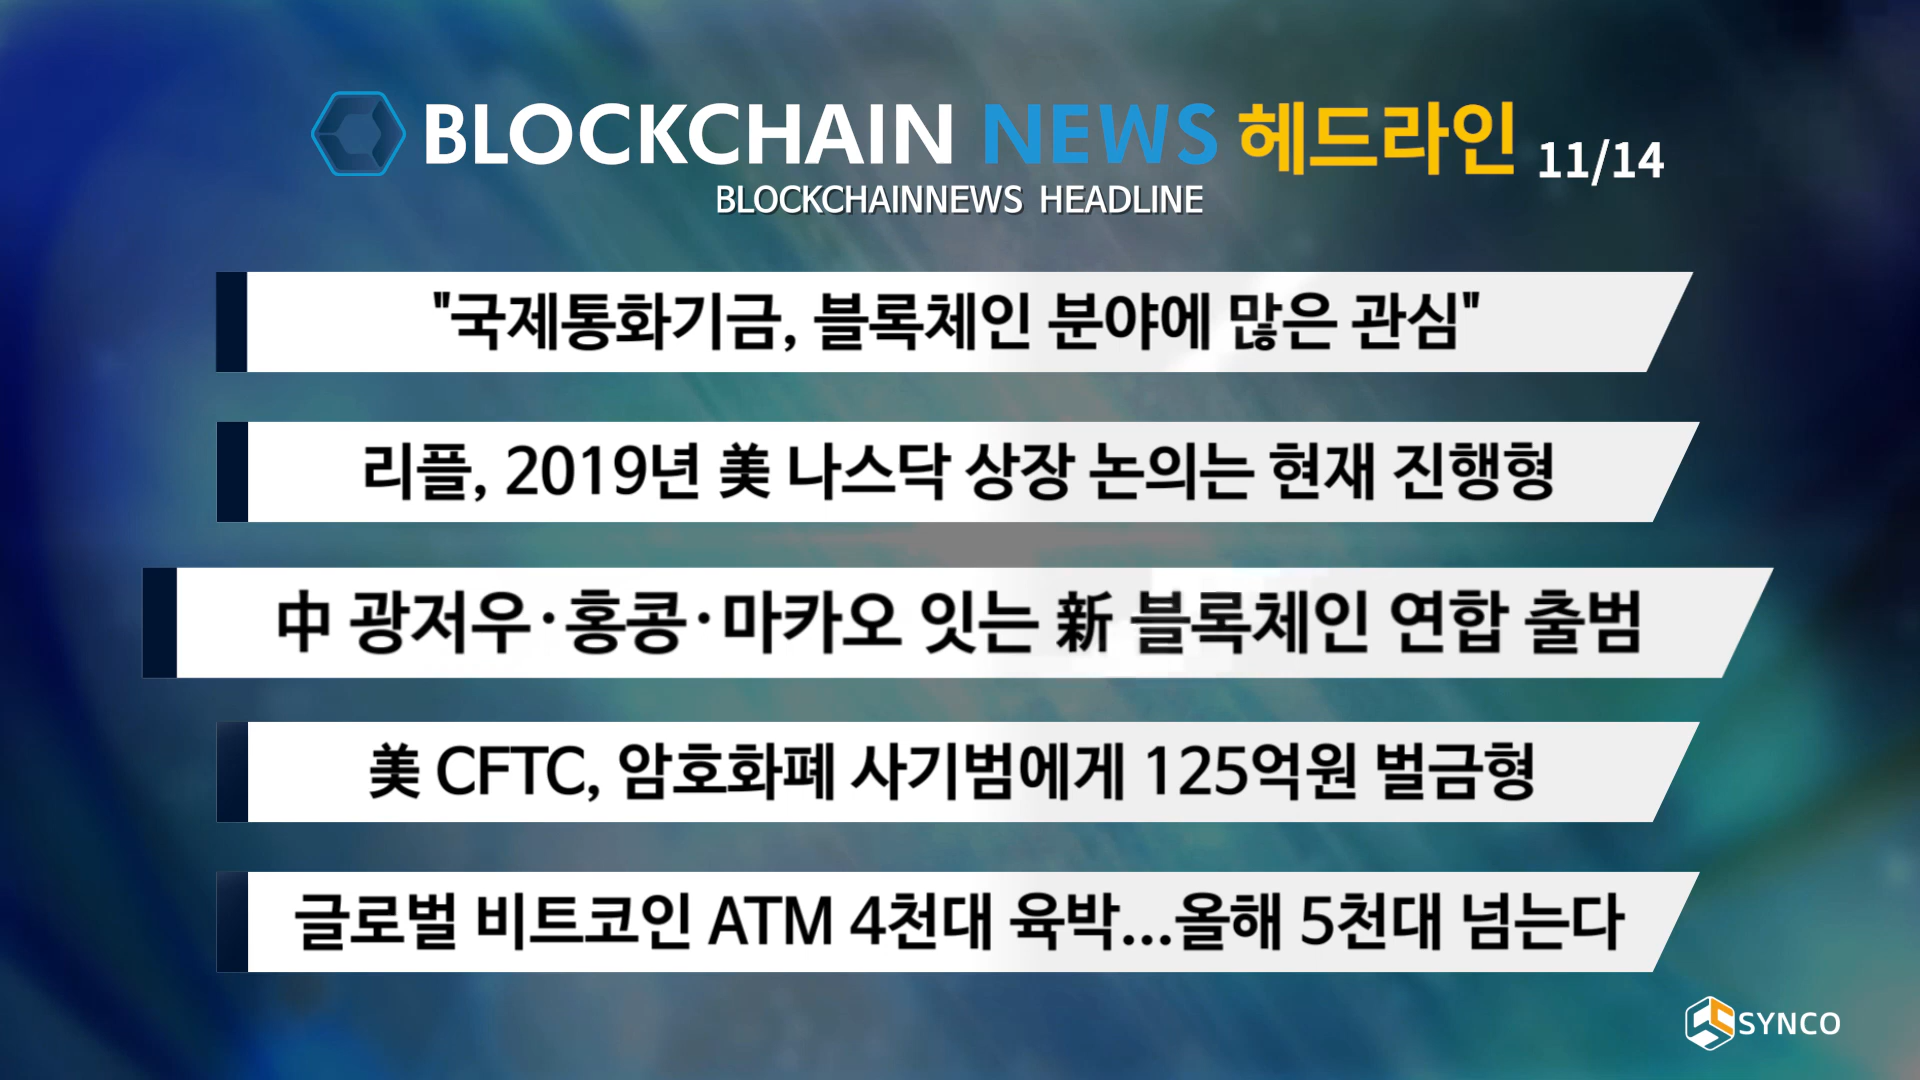 BLOCKCHAIN NEWS 헤드라인 11/14
BLOCKCHAINNEWS HEADLINE
"국제통화기금, 블록체인 분야에 많은 관심"
리플, 2019년 美 나스닥 상장 논의는 현재 진행형
中 광저우·홍콩·마카오 잇는 新 블록체인 연합 출범
美 CFTC, 암호화폐 사기범에게 125억원 벌금형
글로벌 비트코인 ATM 4천대 육박...올해 5천대 넘는다
SYNCO